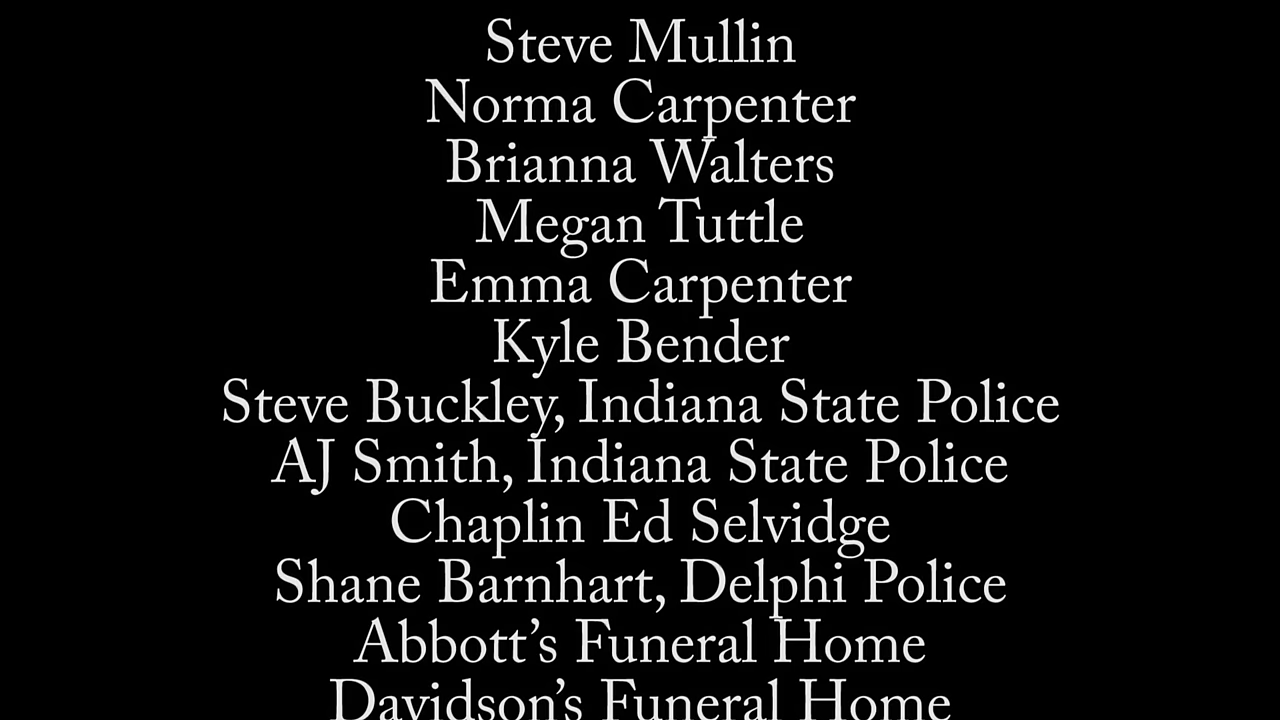 Steve Mullin
Norma Carpenter
Brianna Walters
Megan Tuttle
Emma Carpenter
Kyle Bender
Steve Buckley, Indiana State Police
AJ Smith, Indiana State Police
Chaplin Ed Selvidge
Shane Barnhart, Delphi Police
Abbott’s Funeral Home
Davidson’s Funeral Home